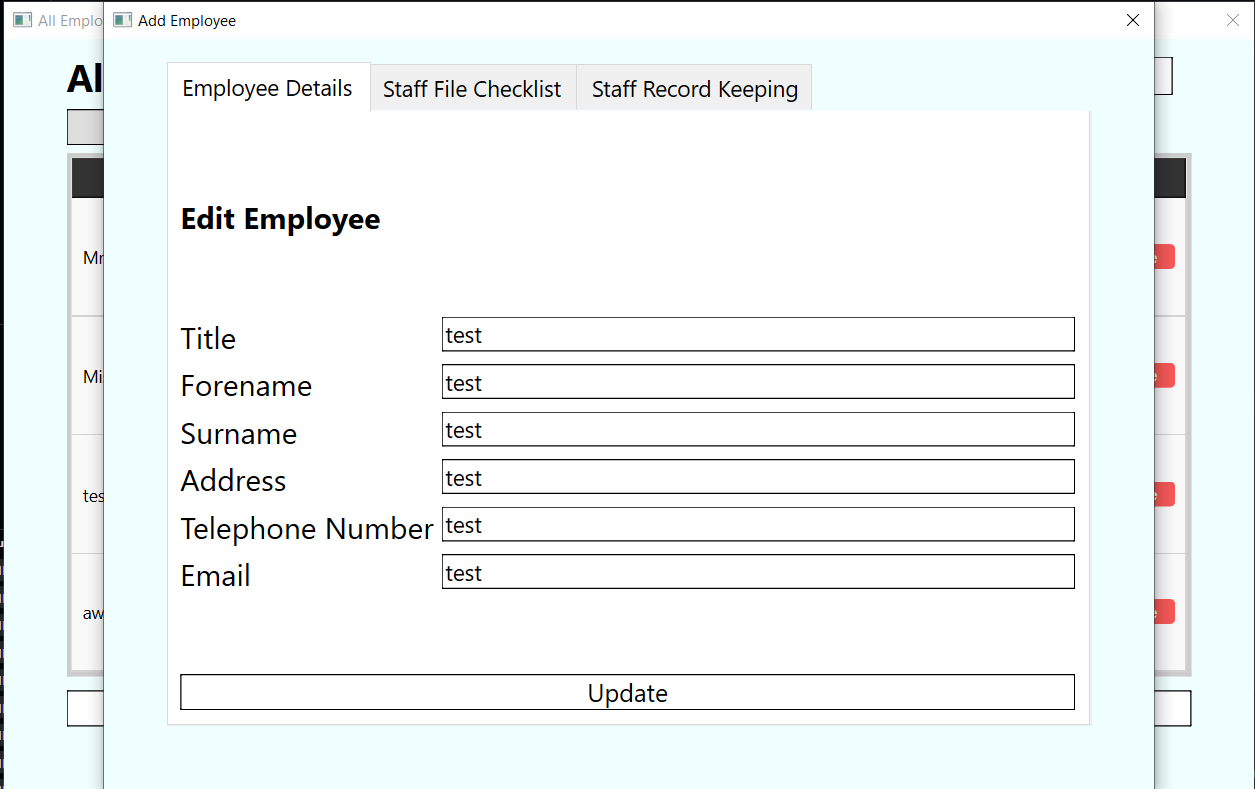 All Emplo
Add Employee
Al
Employee Details
Staff File Checklist
Staff Record Keeping
Edit Employee
Mr
Title test
Mi
Forename test
Surname test
Address test
tes
Telephone Number test
Email test
aw
Update